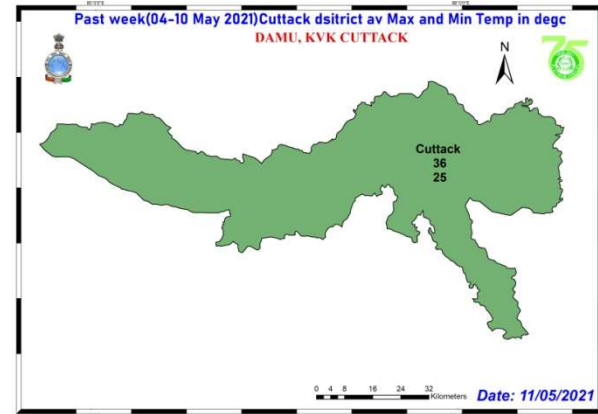 Past week(04-10 May 2021)Cuttack dsitrict av Max and Min Temp in degc
DAMU, KVK CUTTACK
N
75
Cuttack
36
25
0 4 8 16 24 32
Kilometers
Date: 11/05/2021